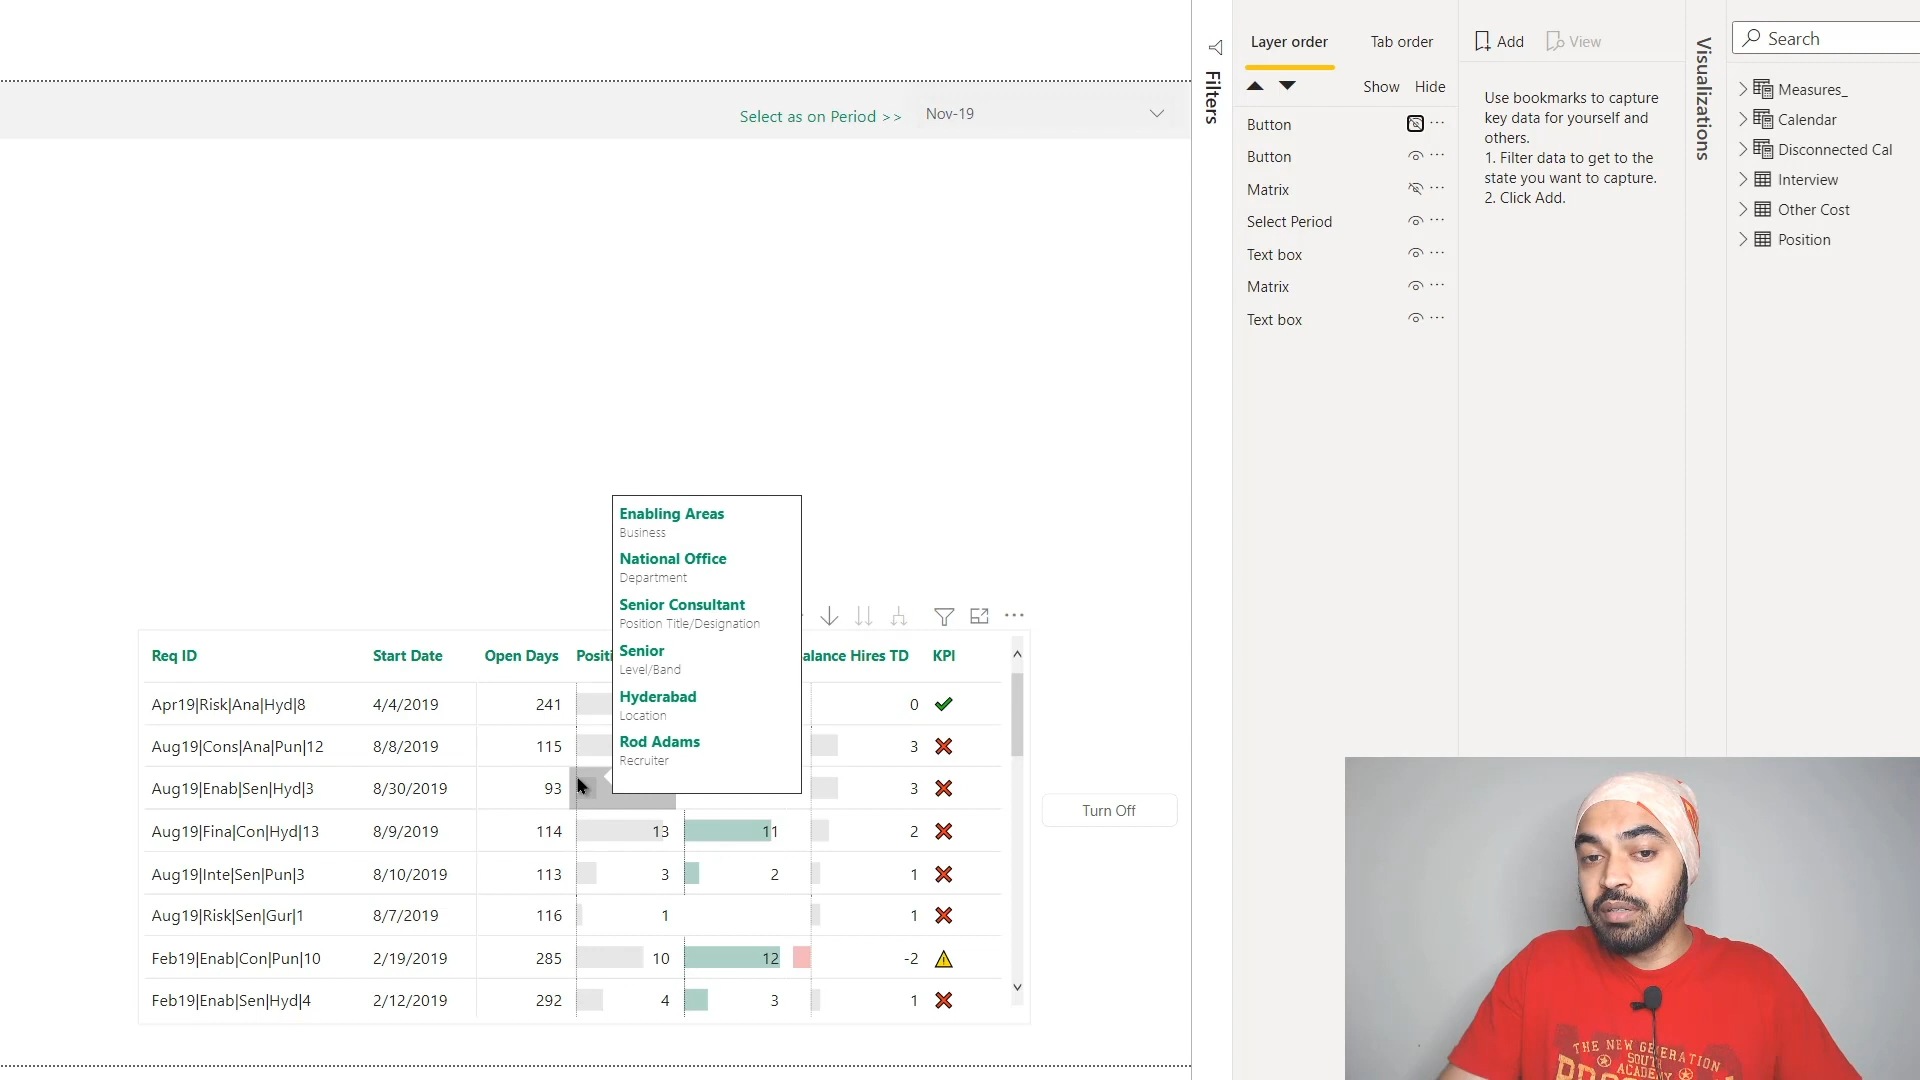 Select as on Period >>
Nov-19
Enabling Areas
Business
National Office
Department
Senior Consultant
Position Title/Designation
Senior
Level/Band
Hyderabad
Location
Rod Adams
Recruiter
Req ID Start Date Open Days Positi alance Hires TD KPI
Apr19|Risk|Ana|Hyd|8 4/4/2019 241 0
Aug19|Cons|Ana|Pun|12 8/8/2019 115 3
Aug19|Enab|Sen|Hyd|3 8/30/2019 93 3
Aug19|Fina|Con|Hyd|13 8/9/2019 114 13 11 2
Aug19|Inte|Sen|Pun|3 8/10/2019 113 3 2 1
Aug19|Risk|Sen|Gur|1 8/7/2019 116 1 1
Feb19|Enab|Con|Pun|10 2/19/2019 285 10 12 -2
Feb19|Enab|Sen|Hyd|4 2/12/2019 292 4 3 1
Turn Off
Filters
Layer order Tab order
Show Hide
Button
Button
Matrix
Select Period
Text box
Matrix
Text box
Add View
Use bookmarks to capture
key data for yourself and
others.
1. Filter data to get to the
state you want to capture.
2. Click Add.
Visualizations
Search
Measures_
Calendar
Disconnected Cal
Interview
Other Cost
Position
THE NEW GENERATION
SOUTH
ACADEMY